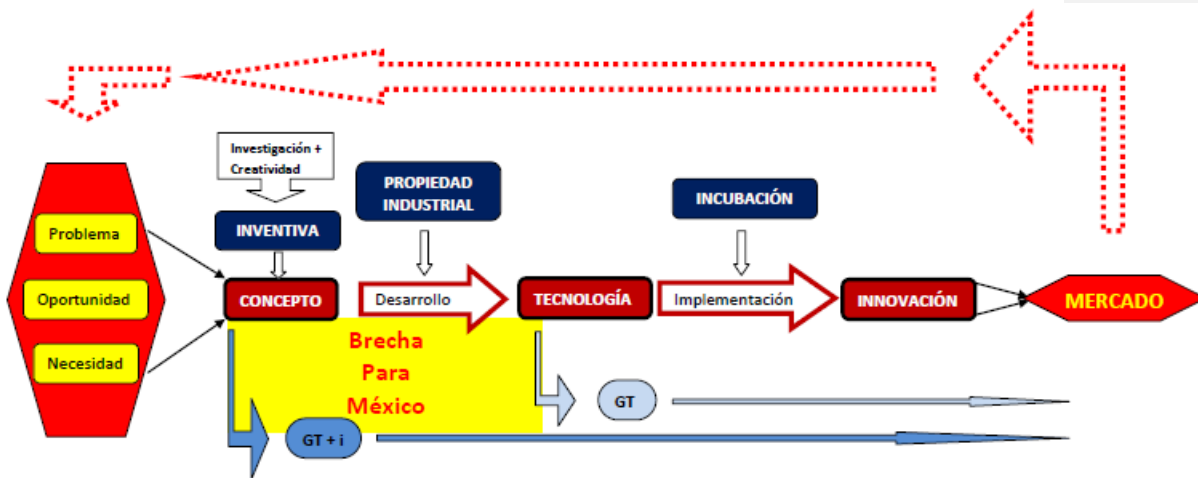 Investigación +
Creatividad
PROPIEDAD
INDUSTRIAL
INCUBACIÓN
INVENTIVA
Problema
Oportunidad
Necesidad
CONCEPTO
Desarrollo
TECNOLOGÍA
Implementación
INNOVACIÓN
MERCADO
Brecha
Para
México
GT
GT + i